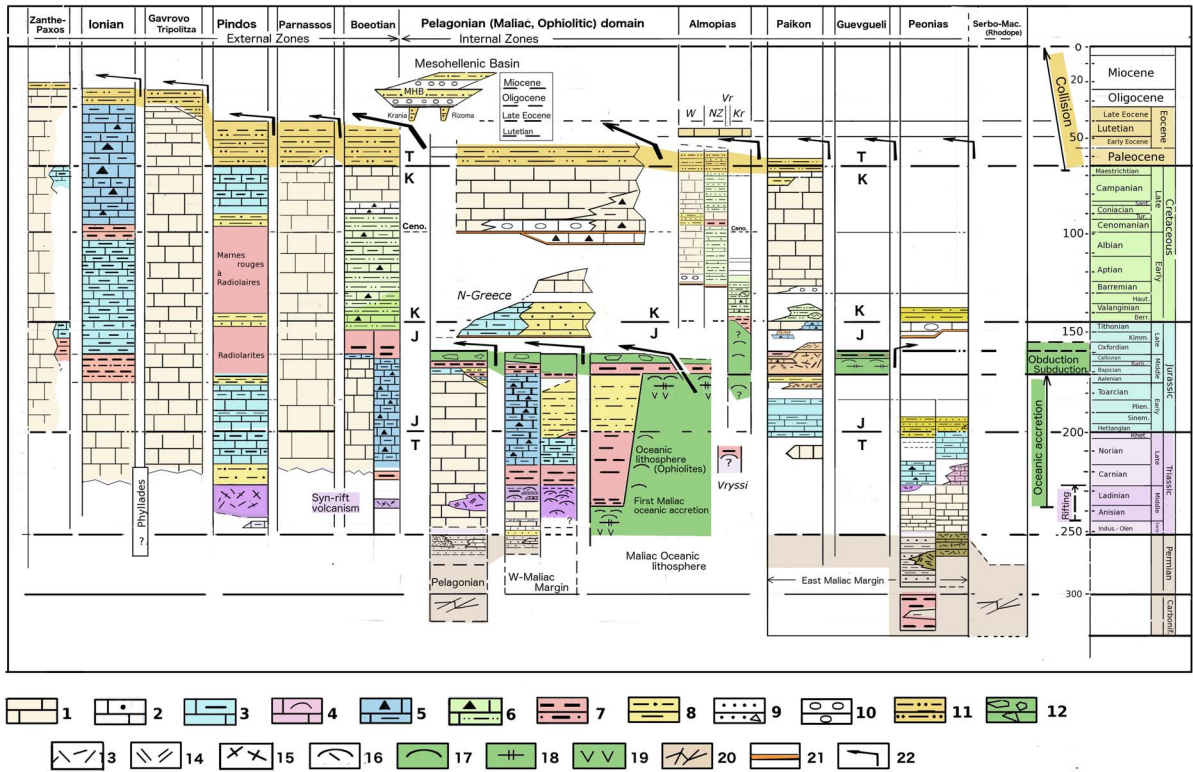 Zanthe-
Paxos
Ionian
Gavrovo
Tripolitza
Pindos
Parnassos
Boeotian
Pelagonian (Maliac, Ophiolitic) domain
Almopias
Paikon
Guevgueli
Peonias
Serbo-Mac.
(Rhodope)
External Zones
Internal Zones
Mesohellenic Basin
MHB
Krania
Rizoma
Miocene
Oligocene
Late Eocene
Lutetian
Vr
W
NZ
Kr
T
K
Ceno.
K
J
J
T
N-Greece
K
J
Ceno.
T
K
K
J
Marnes
rouges
à
Radiolaires
Radiolarites
Phyllades
?
Syn-rift
volcanism
?
Oceanic
lithosphere
(Ophiolites)
First Maliac
oceanic accretion
Maliac Oceanic
lithosphere
Pelagonian
W-Maliac
Margin
?
?
?
Vryssi
East Maliac Margin
Collision
Obduction
Subduction
Oceanic accretion
Rifting
0
20
50
100
150
200
250
300
Miocene
Oligocene
Late Eocene
Lutetian
Early Eocene
Eocene
Paleocene
Maestrichtian
Campanian
Sant.
Coniacian
Tur.
Cenomanian
Late
Albian
Aptian
Barremian
Haut.
Valanginian
Berr.
Early
Cretaceous
Tithonian
Kimm.
Oxfordian
Late
Callovian
Bath.
Bajocian
Aalenian
Middle
Toarcian
Plien.
Sinem.
Hettangian
Early
Jurassic
Rhet.
Norian
Carnian
Late
Ladinian
Anisian
Middle
Indus.- Olen
Early
Triassic
Permian
Carbonif.
1
2
3
4
5
6
7
8
9
10
11
12
13
14
15
16
17
18
19
20
21
22